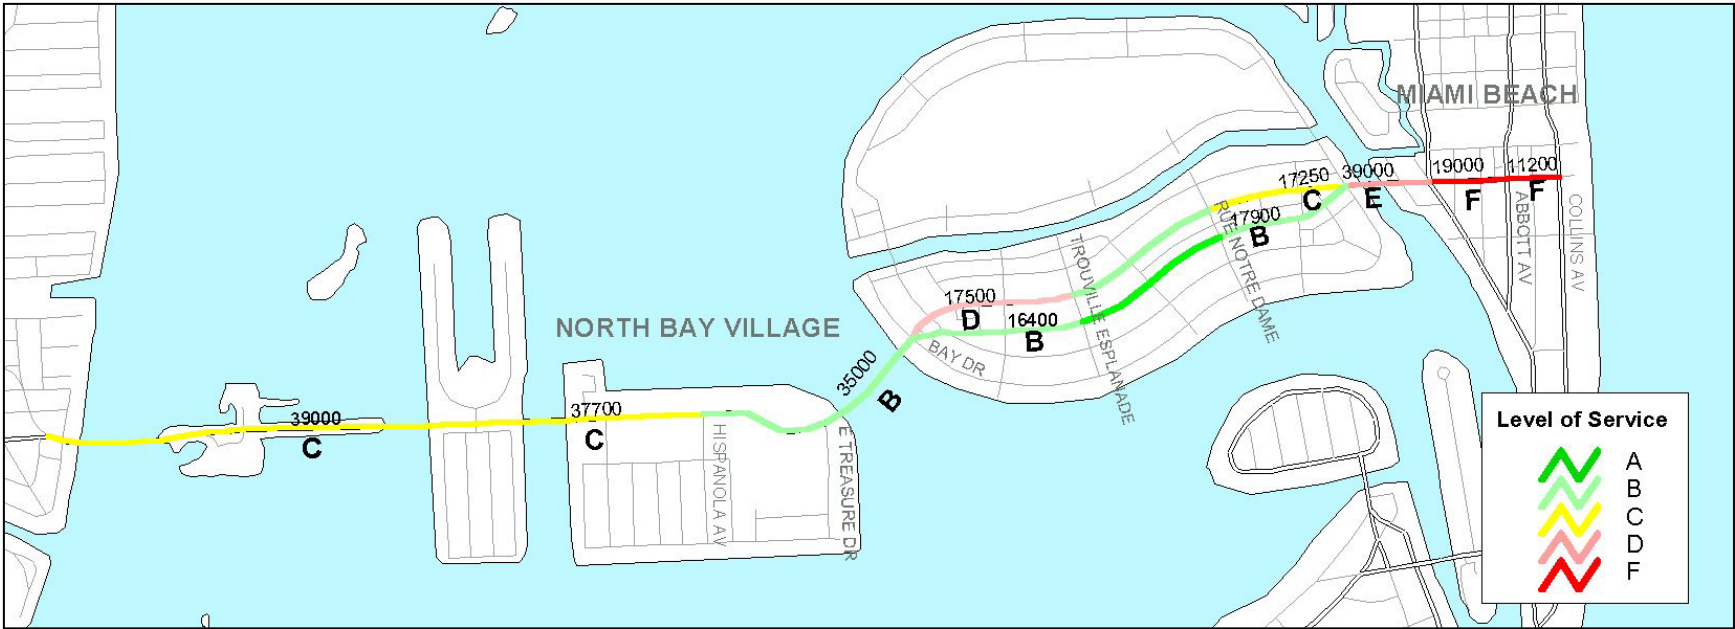 MIAMI BEACH
39000
19000
11200
17250
C
E
F
F
17900
B
RUE NOTRE DAME
ABBOTT AV
COLLINS AV
TROUVILLE ESPLANADE
17500
D
16400
B
BAY DR
NORTH BAY VILLAGE
35000
B
39000
C
37700
C
HISPANOLA AV
E TREASURE DR
Level of Service
A
B
C
D
F